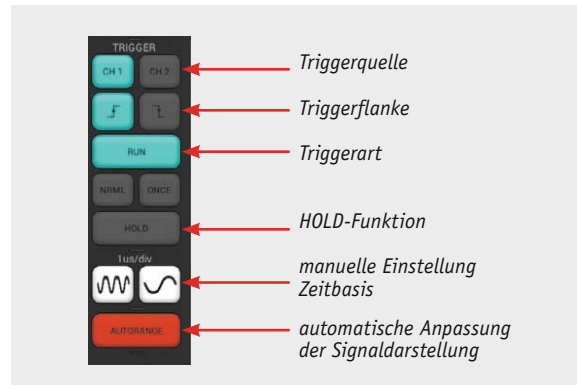 TRIGGER
CH 1 CH 2
Triggerquelle
Triggerflanke
RUN
Triggerart
NRML ONCE
HOLD
HOLD-Funktion
1us/div
manuelle Einstellung
Zeitbasis
AUTORANGE
automatische Anpassung
der Signaldarstellung